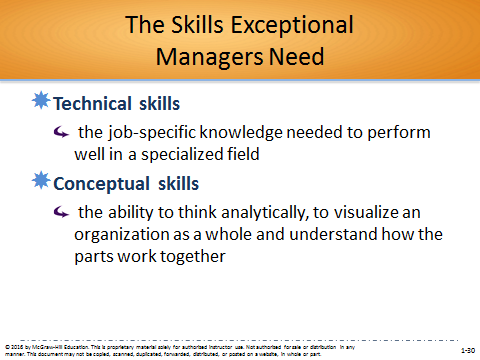 The Skills Exceptional
Managers Need
Technical skills
the job-specific knowledge needed to perform
well in a specialized field
Conceptual skills
the ability to think analytically, to visualize an
organization as a whole and understand how the
parts work together
© 2016 by McGraw-Hill Education. This is proprietary material solely for authorized instructor use. Not authorized for sale or distribution in any
manner. This document may not be copied, scanned, duplicated, forwarded, distributed, or posted on a website, in whole or part.
1-30